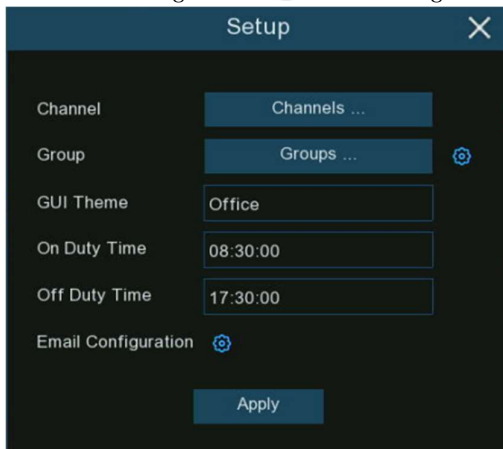 Setup
Channel Channels ...
Group Groups ...
GUI Theme Office
On Duty Time 08:30:00
Off Duty Time 17:30:00
Email Configuration
Apply